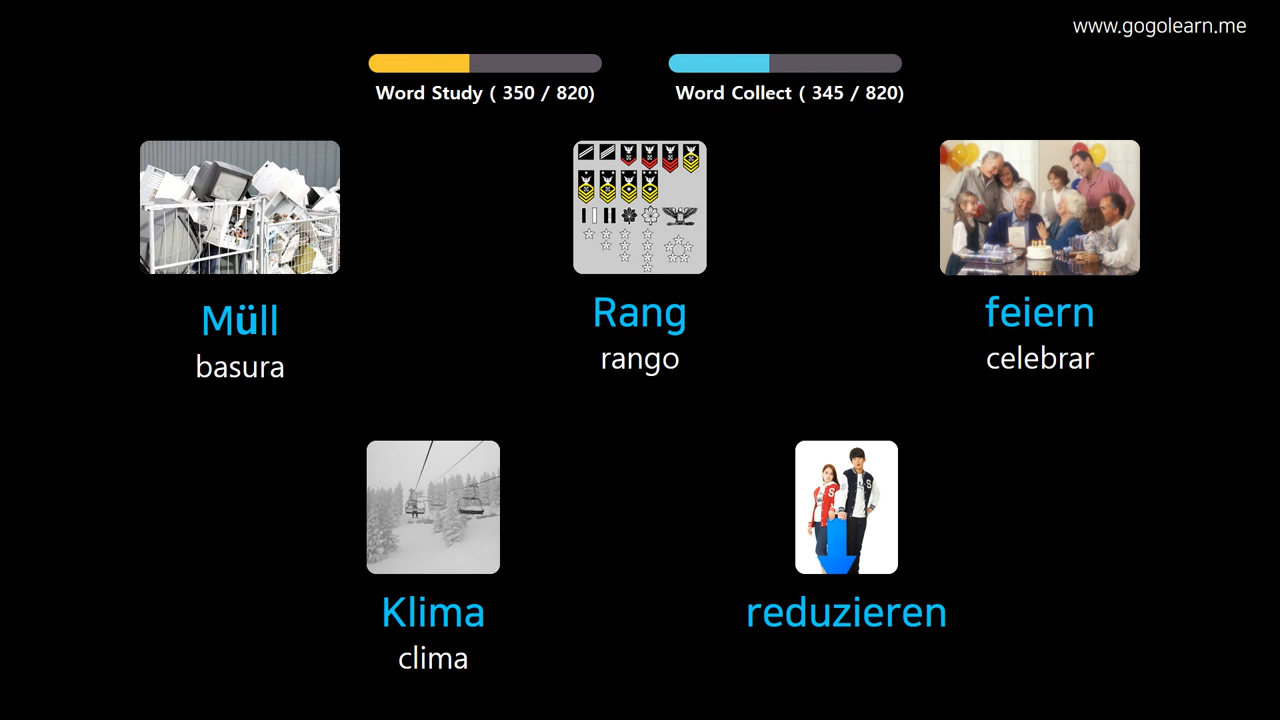 www.gogolearn.me
Word Study ( 350 / 820)
Word Collect ( 345 / 820)
Müll
basura
Rang
rango
feiern
celebrar
Klima
clima
reduzieren